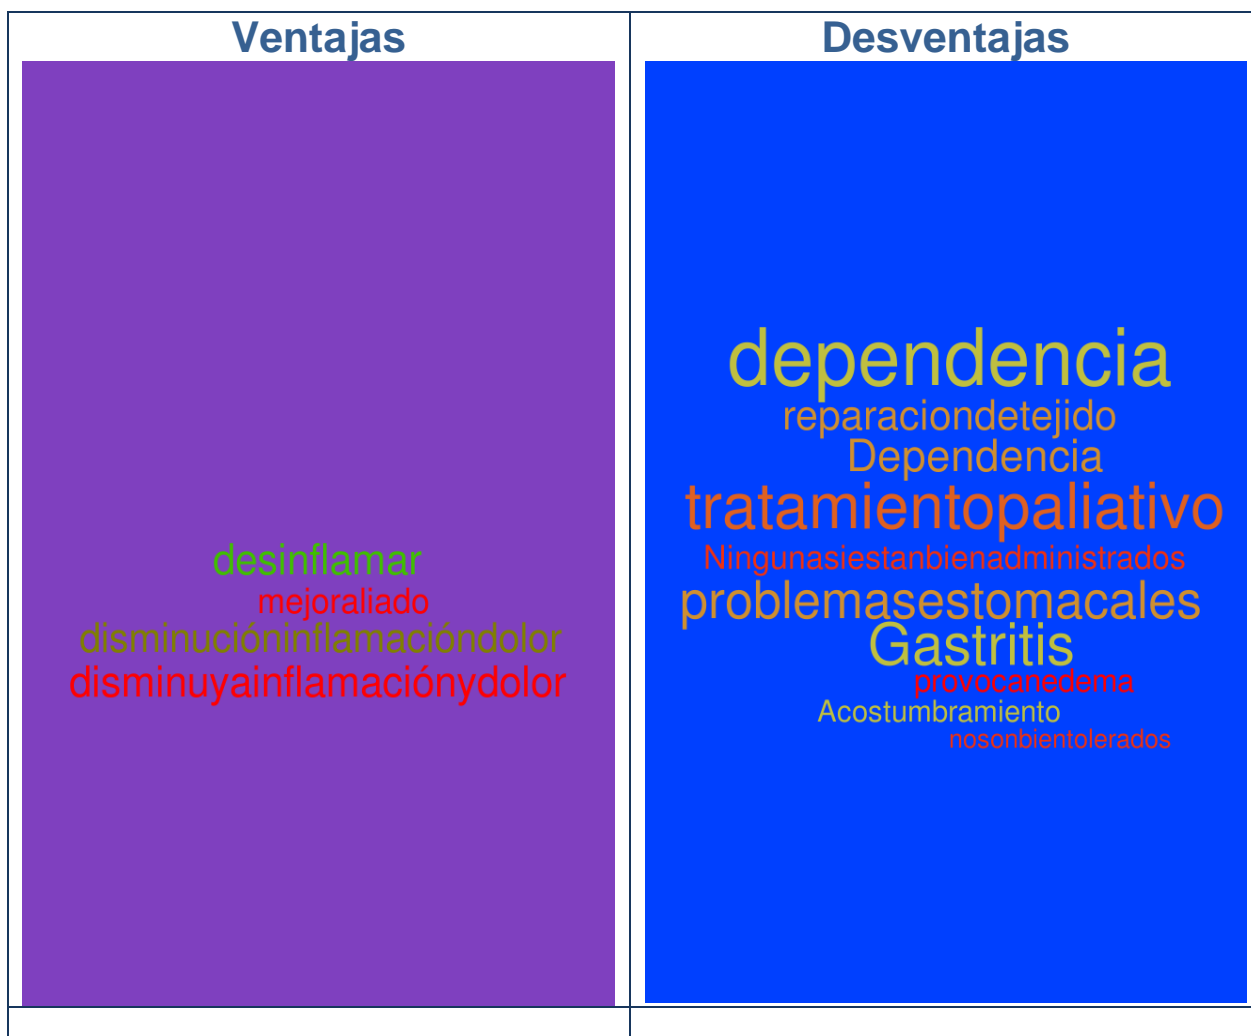 Ventajas
desinflamar
mejoraliado
disminucióninflamacióndolor
disminuyainflamaciónydolor
Desventajas
dependencia
reparaciondetejido
Dependencia
tratamientopaliativo
Ningunasiestanbienadministrados
problemasestomacales
Gastritis
provocanedema
Acostumbramiento
nosonbientolerados